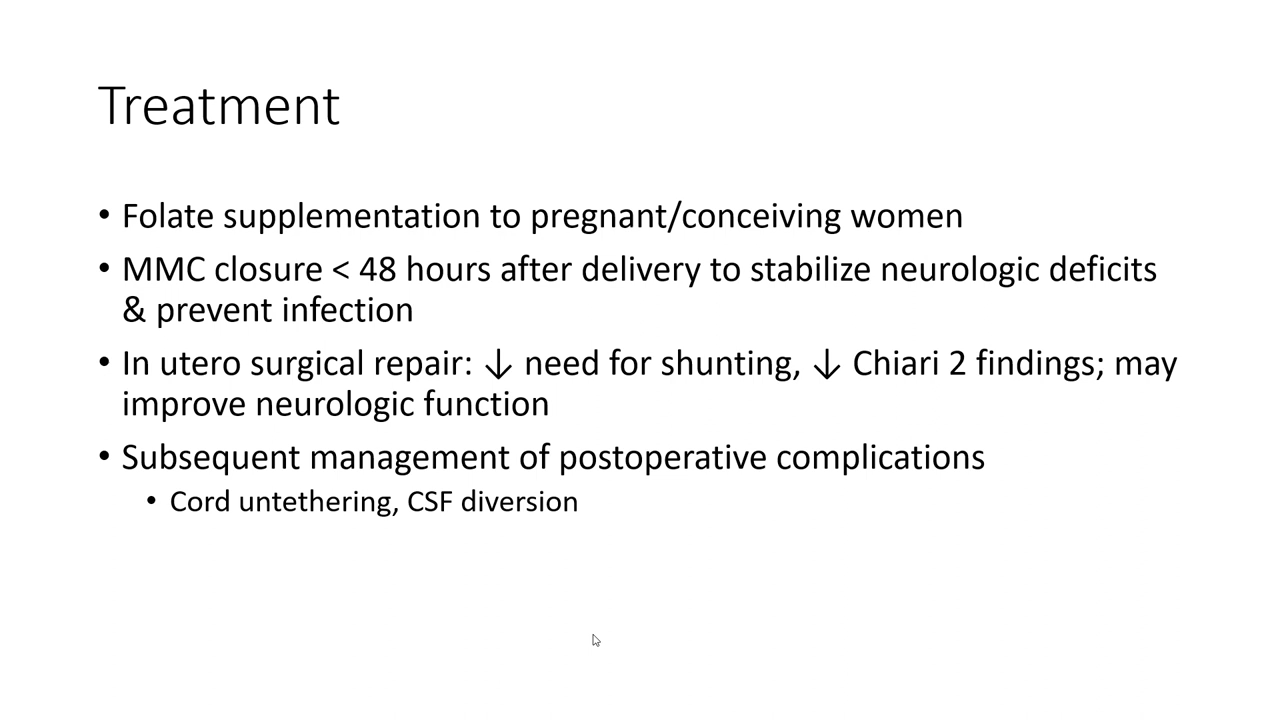 Treatment
• Folate supplementation to pregnant/conceiving women
• MMC closure < 48 hours after delivery to stabilize neurologic deficits
& prevent infection
• In utero surgical repair: ↓ need for shunting, ↓ Chiari 2 findings; may
improve neurologic function
• Subsequent management of postoperative complications
• Cord untethering, CSF diversion